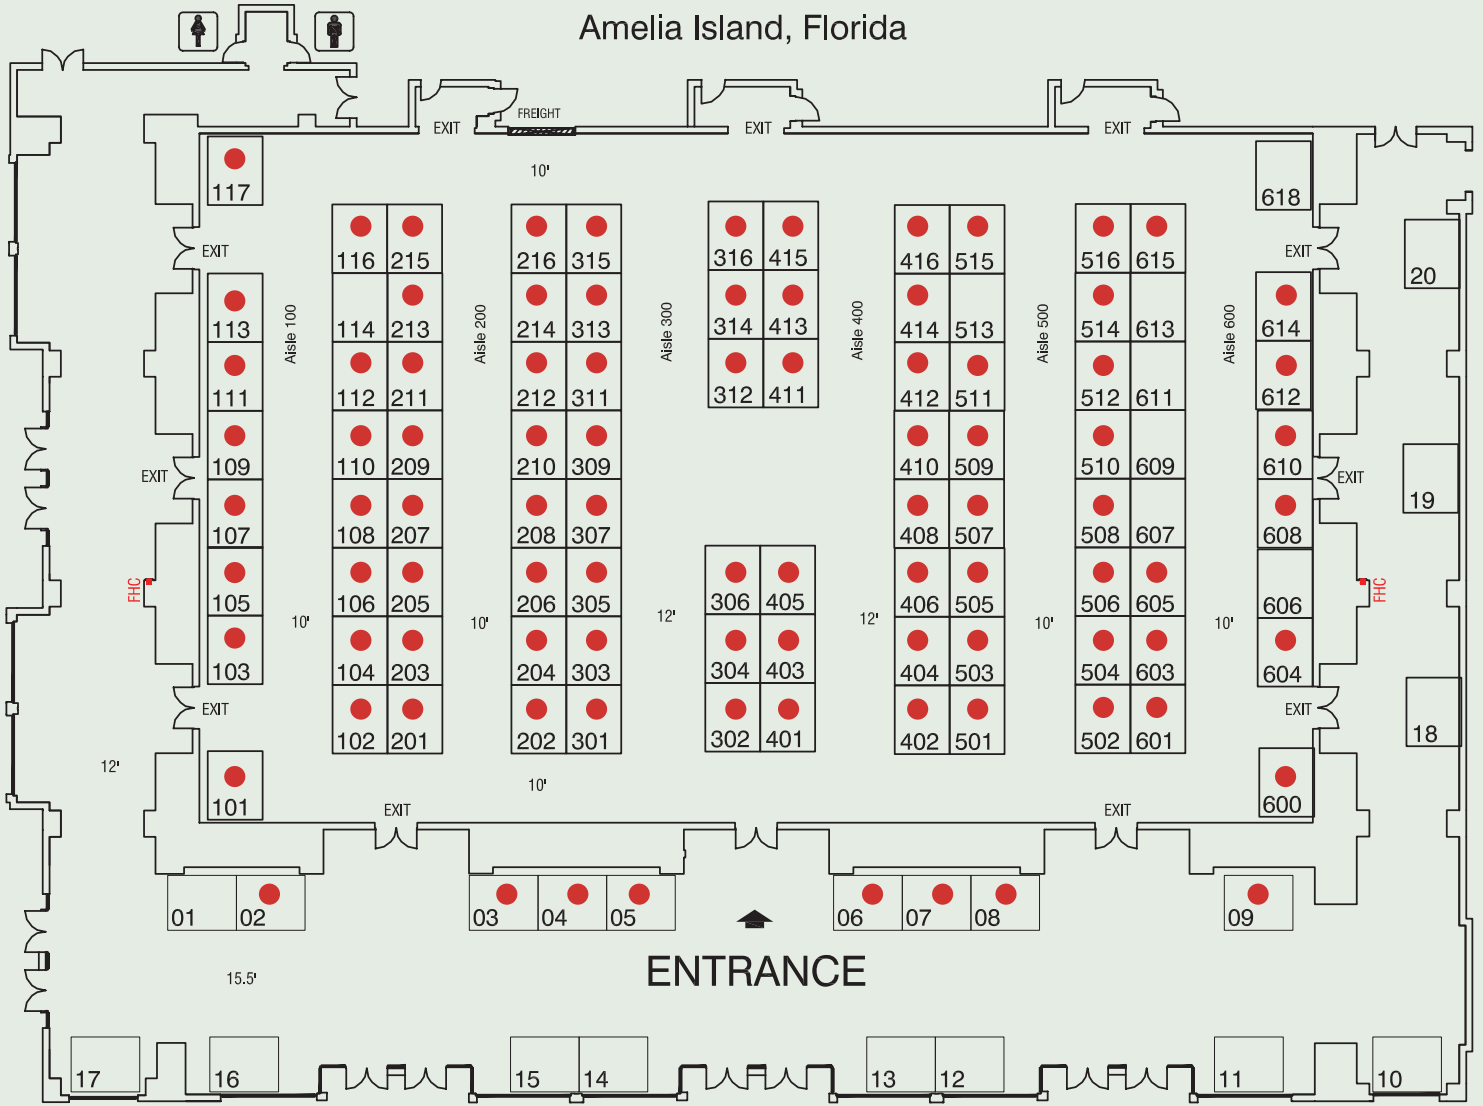 Amelia Island, Florida
FREIGHT
EXIT EXIT EXIT
10'
117 618
116 215 216 315 316 415 416 515 516 615
EXIT EXIT
20
113 114 213 214 313 314 413 414 513 514 613 614
Aisle 100 Aisle 200 Aisle 300 Aisle 400 Aisle 500 Aisle 600
111 112 211 212 311 312 411 412 511 512 611 612
109 110 209 210 309 410 509 510 609 610
EXIT EXIT
19
107 108 207 208 307 408 507 508 607 608
FHC FHC
105 106 205 206 305 306 405 406 505 506 605 606
10' 10' 12' 12' 10' 10'
103 104 203 204 303 304 403 404 503 504 603 604
EXIT EXIT
18
102 201 202 301 302 401 402 501 502 601
12' 10'
101 600
EXIT EXIT
01 02 03 04 05 06 07 08 09
ENTRANCE
15.5'
17 16 15 14 13 12 11 10